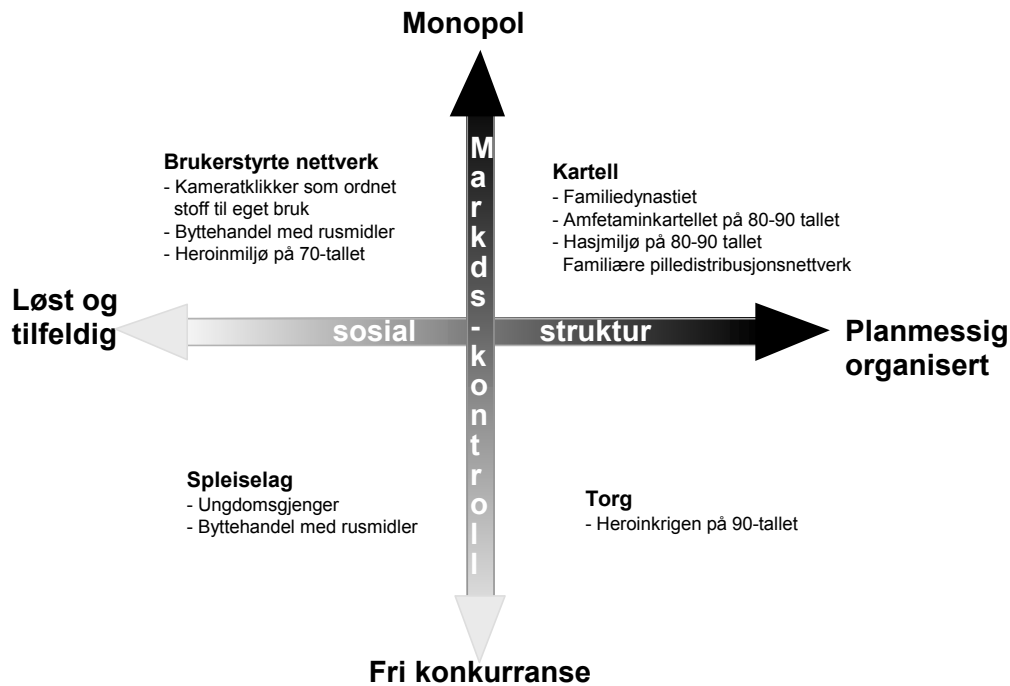 Monopol
Brukerstyrte nettverk
- Kameratklikker som ordnet
stoff til eget bruk
- Byttehandel med rusmidler
- Heroinmiljø på 70-tallet
Kartell
- Familiedynastiet
- Amfetaminkartellet på 80-90 tallet
- Hasjmiljø på 80-90 tallet
Familiære pilledistribusjonsnettverk
Markds-kontroll
Løst og
tilfeldig
sosial struktur
Planmessig
organisert
Spleiselag
- Ungdomsgjenger
- Byttehandel med rusmidler
Torg
- Heroinkrigen på 90-tallet
Fri konkurranse